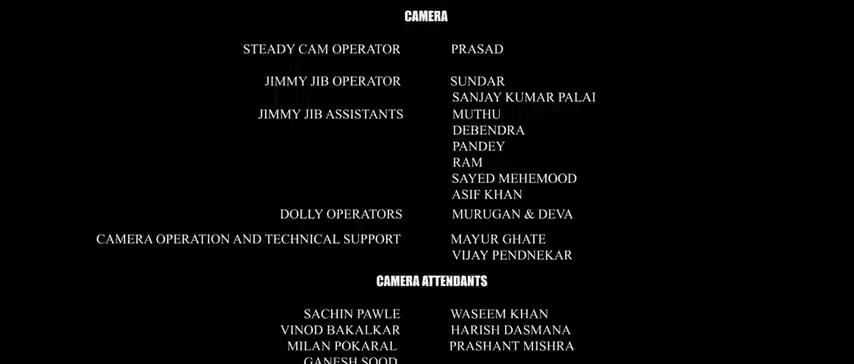 CAMERA
STEADY CAM OPERATOR PRASAD
JIMMY JIB OPERATOR SUNDAR
SANJAY KUMAR PALAI
JIMMY JIB ASSISTANTS MUTHU
DEBENDRA
PANDEY
RAM
SAYED MEHEMOOD
ASIF KHAN
DOLLY OPERATORS MURUGAN & DEVA
CAMERA OPERATION AND TECHNICAL SUPPORT MAYUR GHATE
VIJAY PENDNEKAR
CAMERA ATTENDANTS
SACHIN PAWLE WASEEM KHAN
VINOD BAKALKAR HARISH DASMANA
MILAN POKARAL PRASHANT MISHRA
GANESH SOOD